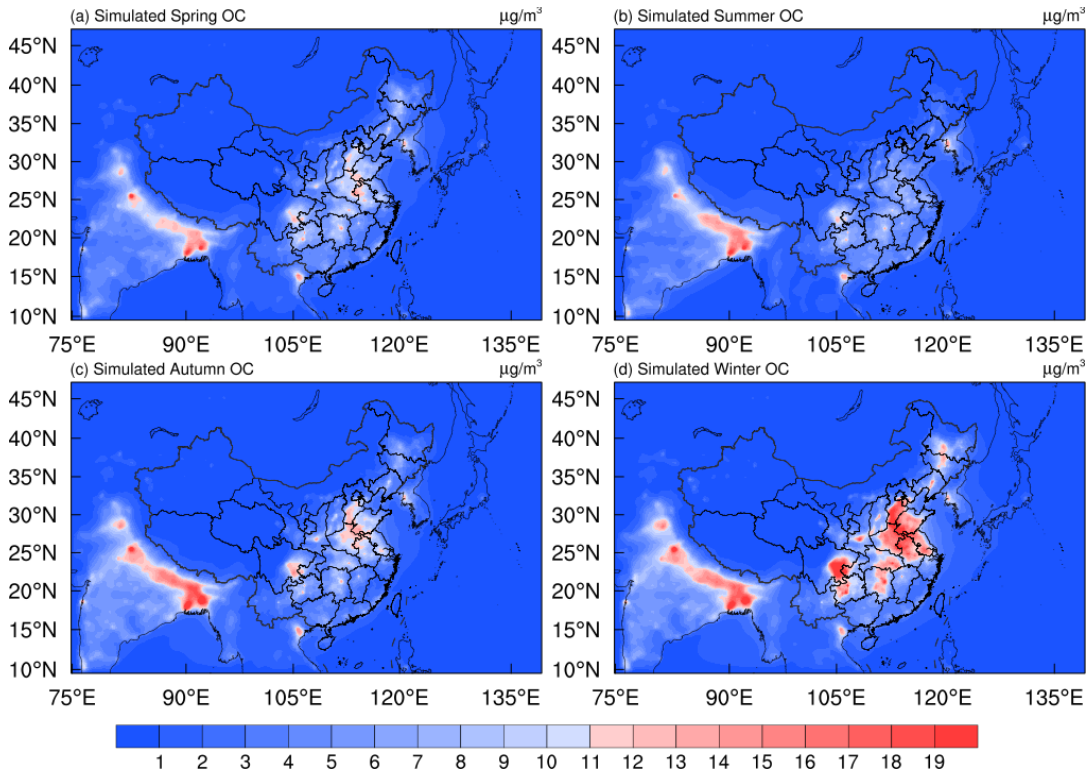 (a) Simulated Spring OC μg/m³
45°N
40°N
35°N
30°N
25°N
20°N
15°N
10°N
75°E 90°E 105°E 120°E 135°E
(b) Simulated Summer OC μg/m³
45°N
40°N
35°N
30°N
25°N
20°N
15°N
10°N
75°E 90°E 105°E 120°E 135°E
(c) Simulated Autumn OC μg/m³
45°N
40°N
35°N
30°N
25°N
20°N
15°N
10°N
75°E 90°E 105°E 120°E 135°E
(d) Simulated Winter OC μg/m³
45°N
40°N
35°N
30°N
25°N
20°N
15°N
10°N
75°E 90°E 105°E 120°E 135°E
1 2 3 4 5 6 7 8 9 10 11 12 13 14 15 16 17 18 19